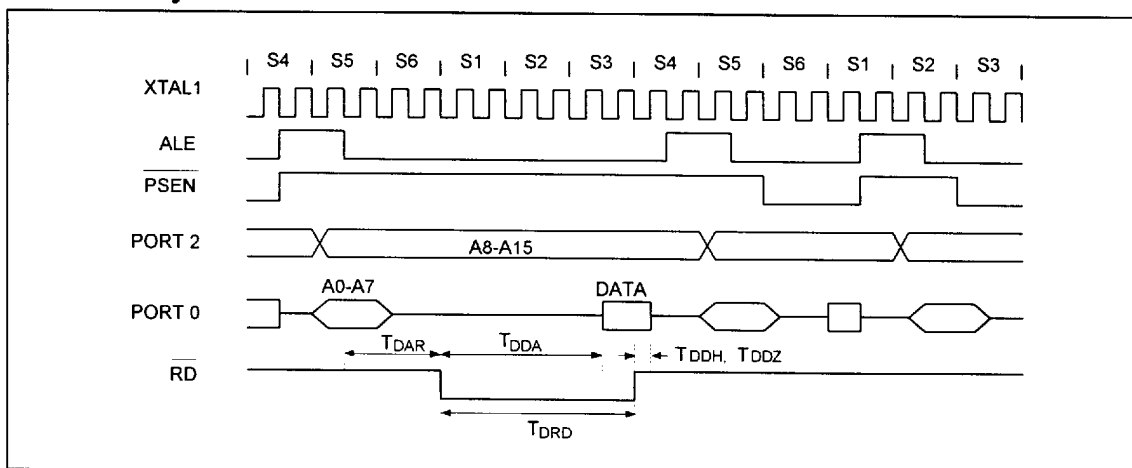 S4 S5 S6 S1 S2 S3 S4 S5 S6 S1 S2 S3
XTAL1
ALE
PSEN
PORT 2
A8-A15
A0-A7
DATA
PORT 0
TDAR
TDDA
TDDH, TDDZ
RD
TDRD